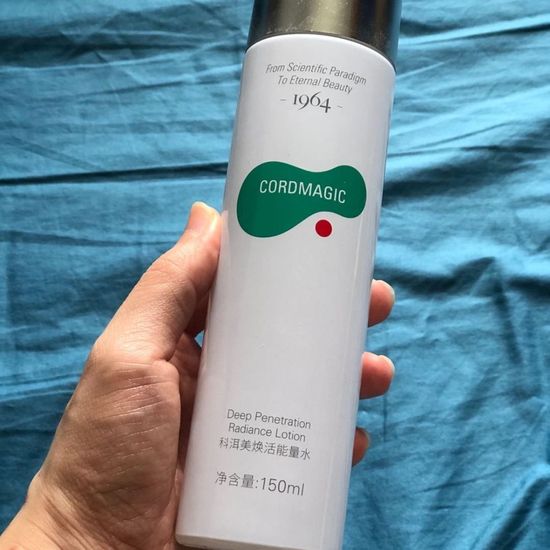 From Scientific Paradigm
To Eternal Beauty
- 1964 -
CORDMAGIC
Deep Penetration
Radiance Lotion
科洱美焕活能量水
净含量:150ml